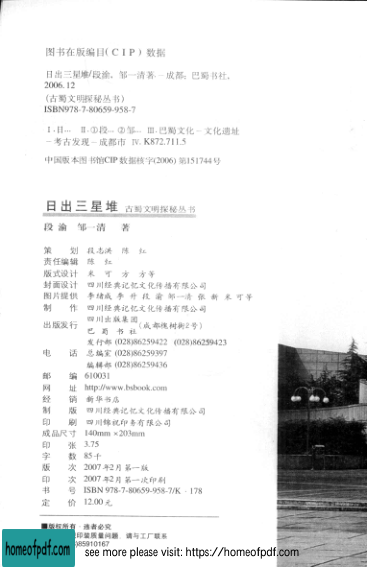 图书在版编目(CIP)数据
日出三星堆/段渝, 邹一清著.—成都: 巴蜀书社,
2006.12
(古蜀文明探秘丛书)
ISBN978-7-80659-958-7
Ⅰ.日… Ⅱ.①段…②邹… Ⅲ.巴蜀文化-文化遗址
-考古发现-成都市 Ⅳ.K872.711.5
中国版本图书馆CIP数据核字(2006)第151744号
日出三星堆 古蜀文明探秘丛书
段 渝 邹一清 著
策 划 段志洪 陈 红
责任编辑 陈 红
版式设计 米 可 方 方等
封面设计 四川经典记忆文化传播有限公司
图片提供 李绪成 李 升 段 渝 邹一清 张 新 米 可等
制 作 四川经典记忆文化传播有限公司
出版发行 四川出版集团
巴 蜀 书 社 (成都槐树街2号)
发行部 (028)86259422 (028)86259423
电 话 总编室 (028)86259397
编辑部 (028)86259436
邮 编 610031
网 址 http://www.bsbook.com
经 销 新华书店
制 版 四川经典记忆文化传播有限公司
印 刷 四川锦祝印务有限公司
成品尺寸 140mm×203mm
印 张 3.75
字 数 85千
版 次 2007年2月第一版
印 次 2007年2月第一次印刷
书 号 ISBN 978-7-80659-958-7/K·178
定 价 12.00元
■版权所有 违者必究
印装质量问题, 请与工厂联系
85910167
homeofpdf.com
see more please visit: https://homeofpdf.com